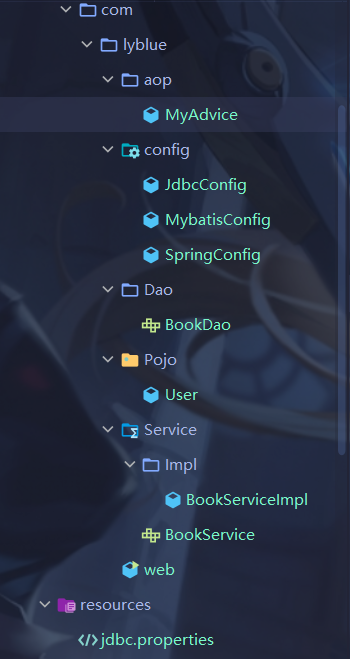 com
lyblue
aop
MyAdvice
config
JdbcConfig
MybatisConfig
SpringConfig
Dao
BookDao
Pojo
User
Service
Impl
BookServiceImpl
BookService
web
resources
jdbc.properties